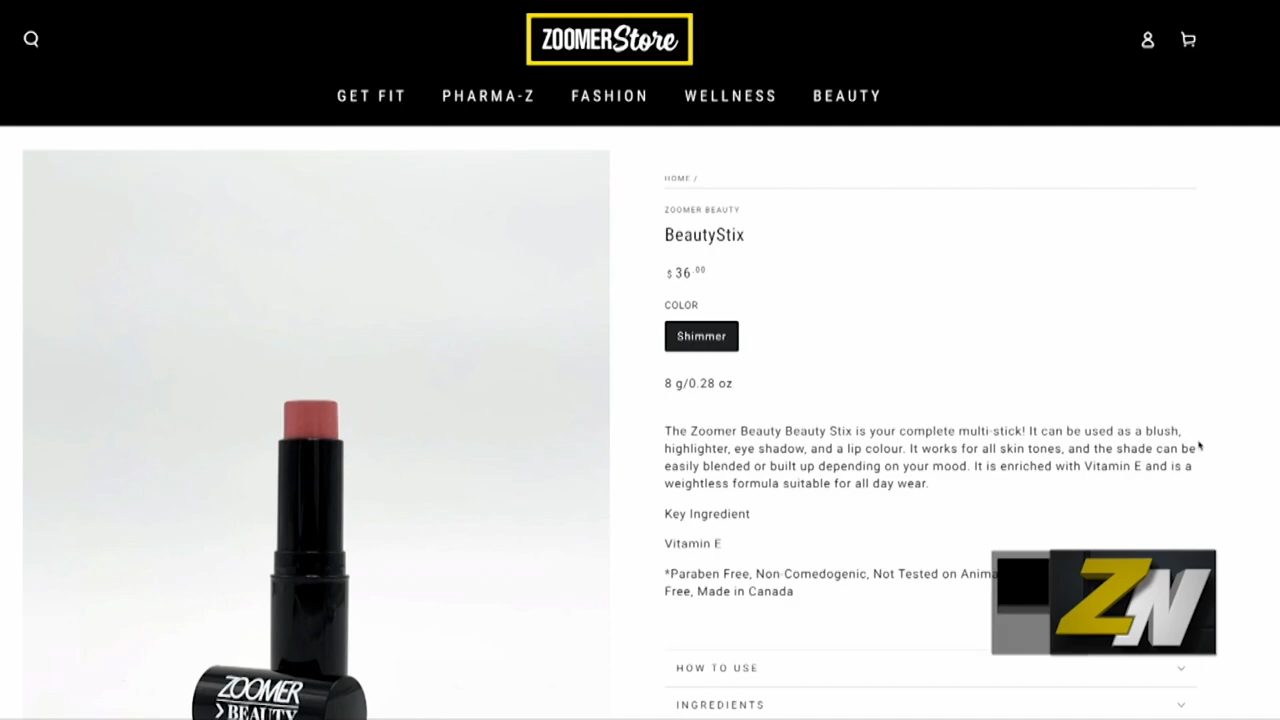 ZOOMERStore
GET FIT PHARMA-Z FASHION WELLNESS BEAUTY
HOME /
ZOOMER BEAUTY
BeautyStix
$36.00
COLOR
Shimmer
8 g/0.28 oz
The Zoomer Beauty Beauty Stix is your complete multi-stick! It can be used as a blush,
highlighter, eye shadow, and a lip colour. It works for all skin tones, and the shade can be
easily blended or built up depending on your mood. It is enriched with Vitamin E and is a
weightless formula suitable for all day wear.
Key Ingredient
Vitamin E
*Paraben Free, Non-Comedogenic, Not Tested on Anima
Free, Made in Canada
ZN
HOW TO USE
INGREDIENTS
ZOOMER
BEAUTY